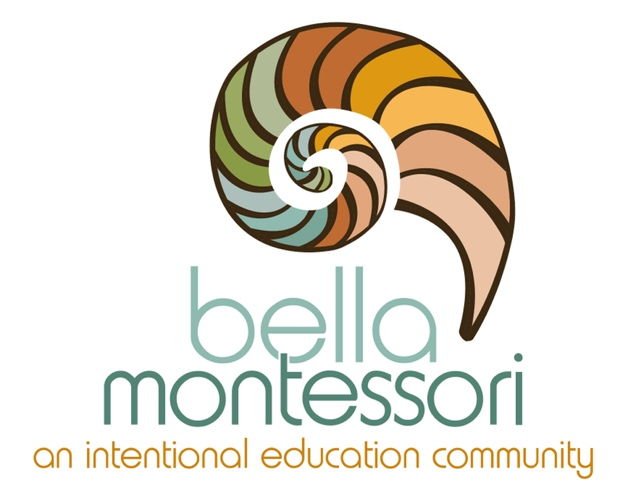 bella
montessori
an intentional education community